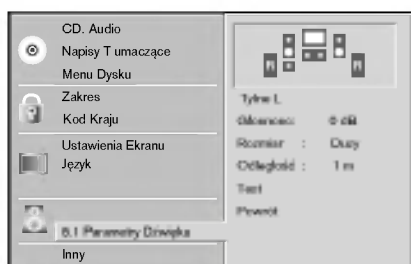 CD. Audio
Napisy T umaczące
Menu Dysku
Zakres
Kod Kraju
Ustawienia Ekranu
Język
5.1 Parametry Dźwięku
Inny
Tylne L
Głośność 0 dB
Rozmiar : Duży
Odległość : 1 m
Test
Powrót